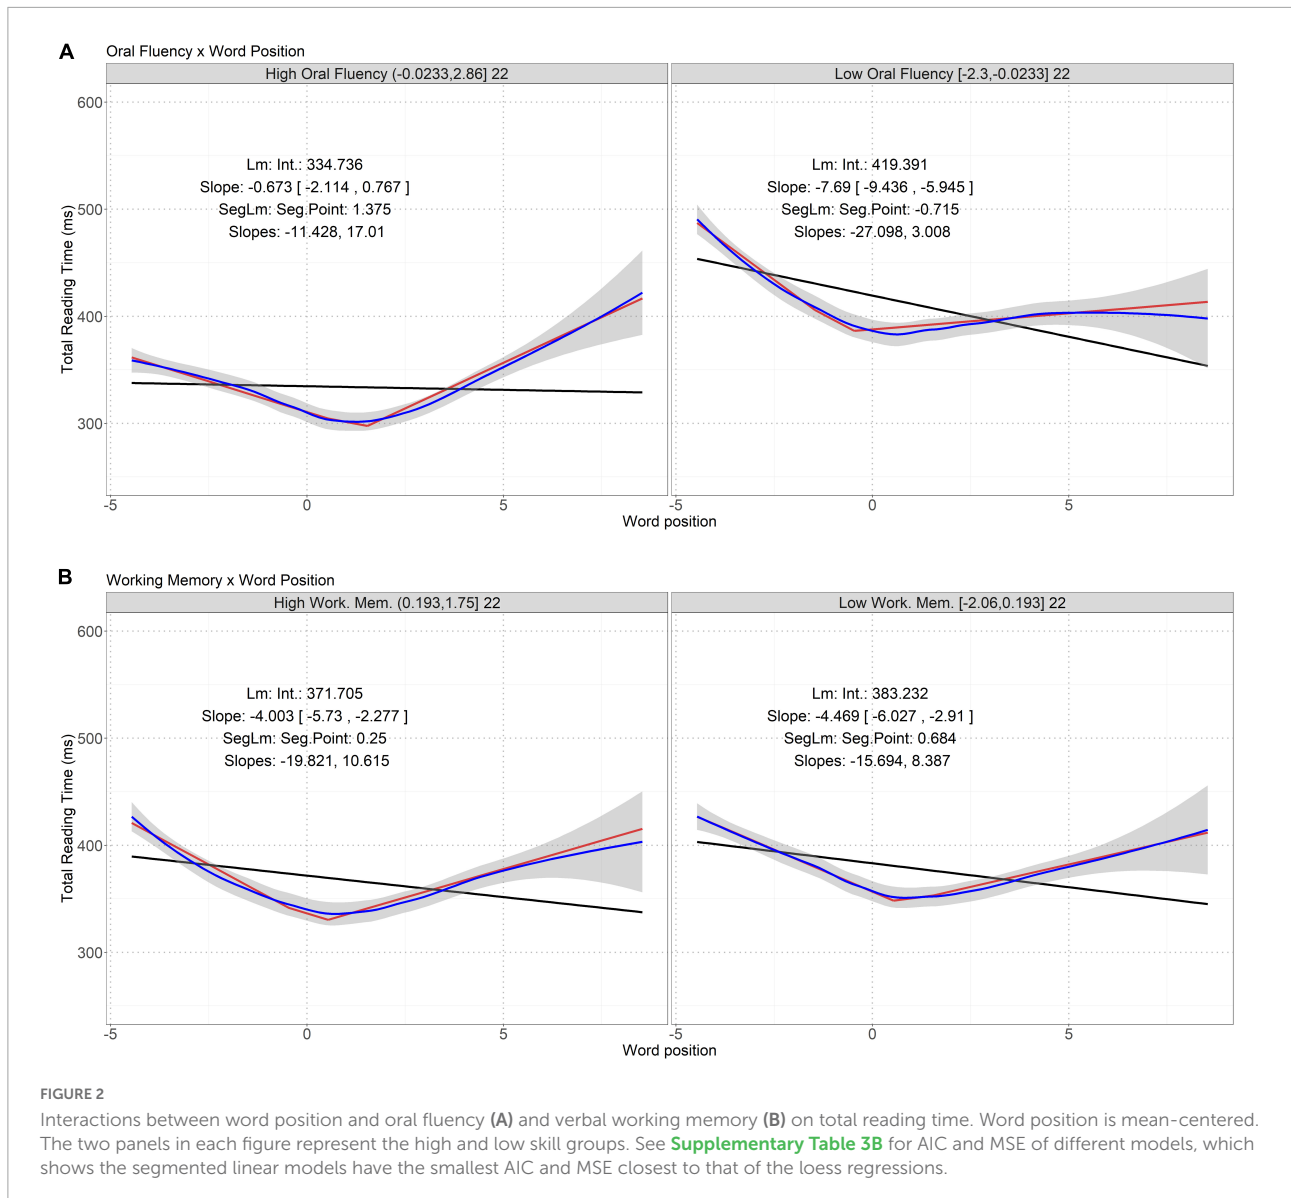 A
Oral Fluency x Word Position
High Oral Fluency (-0.0233,2.86] 22
Low Oral Fluency [-2.3,-0.0233] 22
Total Reading Time (ms)
600
500
400
300
Lm: Int.: 334.736
Slope: -0.673 [ -2.114 , 0.767 ]
SegLm: Seg.Point: 1.375
Slopes: -11.428, 17.01
Lm: Int.: 419.391
Slope: -7.69 [ -9.436 , -5.945 ]
SegLm: Seg.Point: -0.715
Slopes: -27.098, 3.008
-5 0 5
-5 0 5
Word position
B
Working Memory x Word Position
High Work. Mem. (0.193,1.75] 22
Low Work. Mem. [-2.06,0.193] 22
Total Reading Time (ms)
600
500
400
300
Lm: Int.: 371.705
Slope: -4.003 [ -5.73 , -2.277 ]
SegLm: Seg.Point: 0.25
Slopes: -19.821, 10.615
Lm: Int.: 383.232
Slope: -4.469 [ -6.027 , -2.91 ]
SegLm: Seg.Point: 0.684
Slopes: -15.694, 8.387
-5 0 5
-5 0 5
Word position
FIGURE 2
Interactions between word position and oral fluency (A) and verbal working memory (B) on total reading time. Word position is mean-centered.
The two panels in each figure represent the high and low skill groups. See Supplementary Table 3B for AIC and MSE of different models, which
shows the segmented linear models have the smallest AIC and MSE closest to that of the loess regressions.